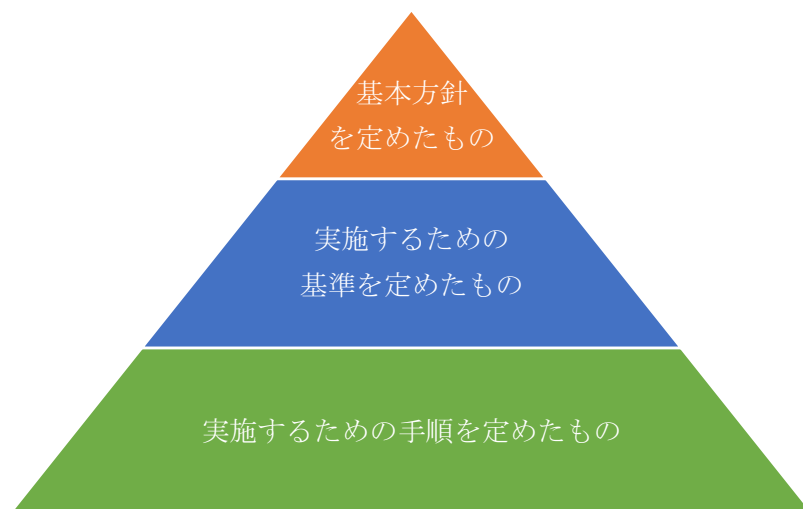 基本方針
を定めたもの
実施するための
基準を定めたもの
実施するための手順を定めたもの